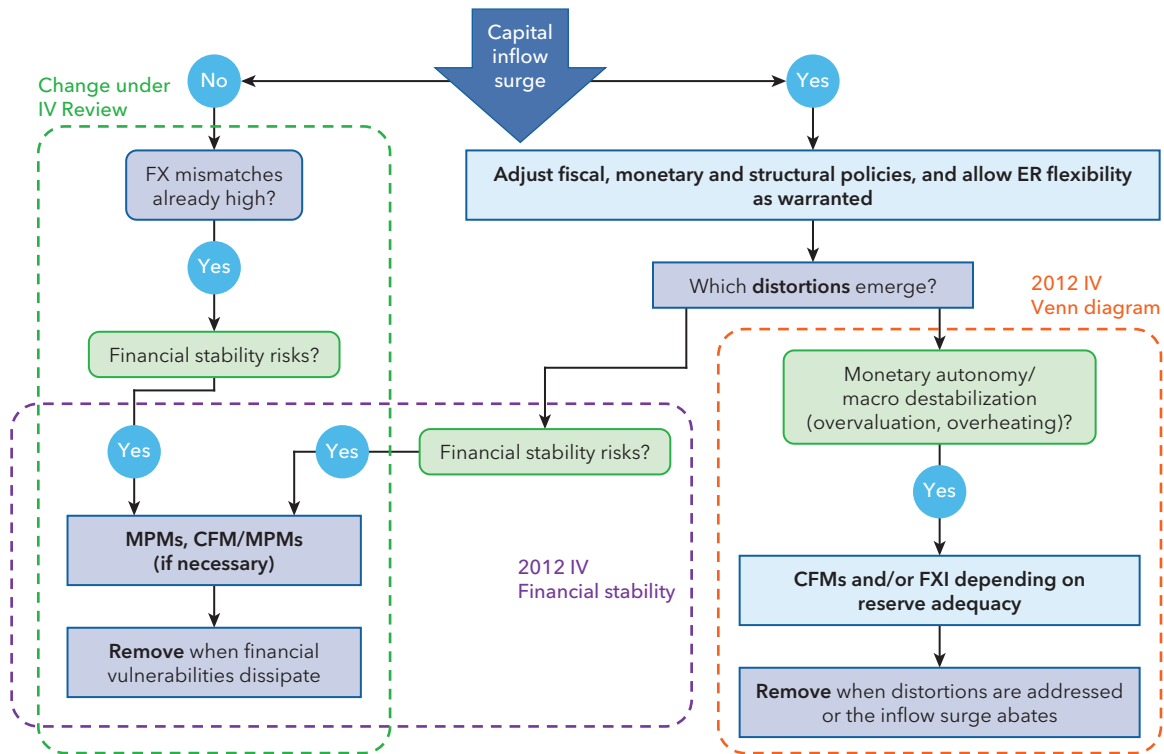 Capital
inflow
surge
No
Yes
Change under
IV Review
FX mismatches
already high?
Adjust fiscal, monetary and structural policies, and allow ER flexibility
as warranted
Yes
Which distortions emerge?
2012 IV
Venn diagram
Financial stability risks?
Monetary autonomy/
macro destabilization
(overvaluation, overheating)?
Yes
Yes
Financial stability risks?
Yes
MPMs, CFM/MPMs
(if necessary)
2012 IV
Financial stability
CFMs and/or FXI depending on
reserve adequacy
Remove when financial
vulnerabilities dissipate
Remove when distortions are addressed
or the inflow surge abates